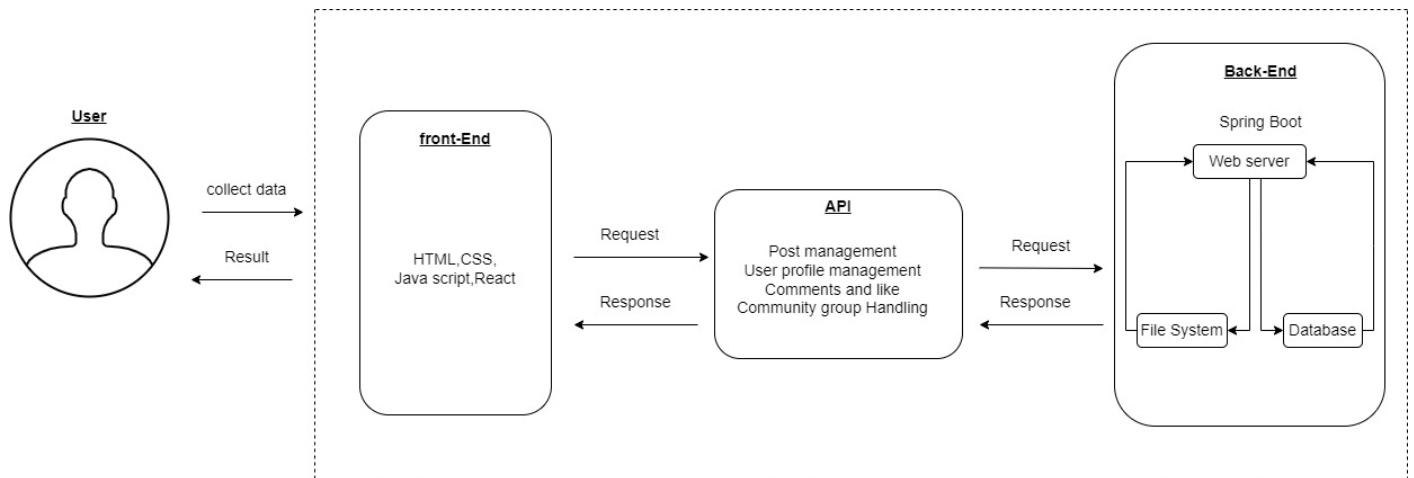 User
collect data
Result
front-End
HTML,CSS,
Java script,React
Request
Response
API
Post management
User profile management
Comments and like
Community group Handling
Request
Response
Back-End
Spring Boot
Web server
File System
Database